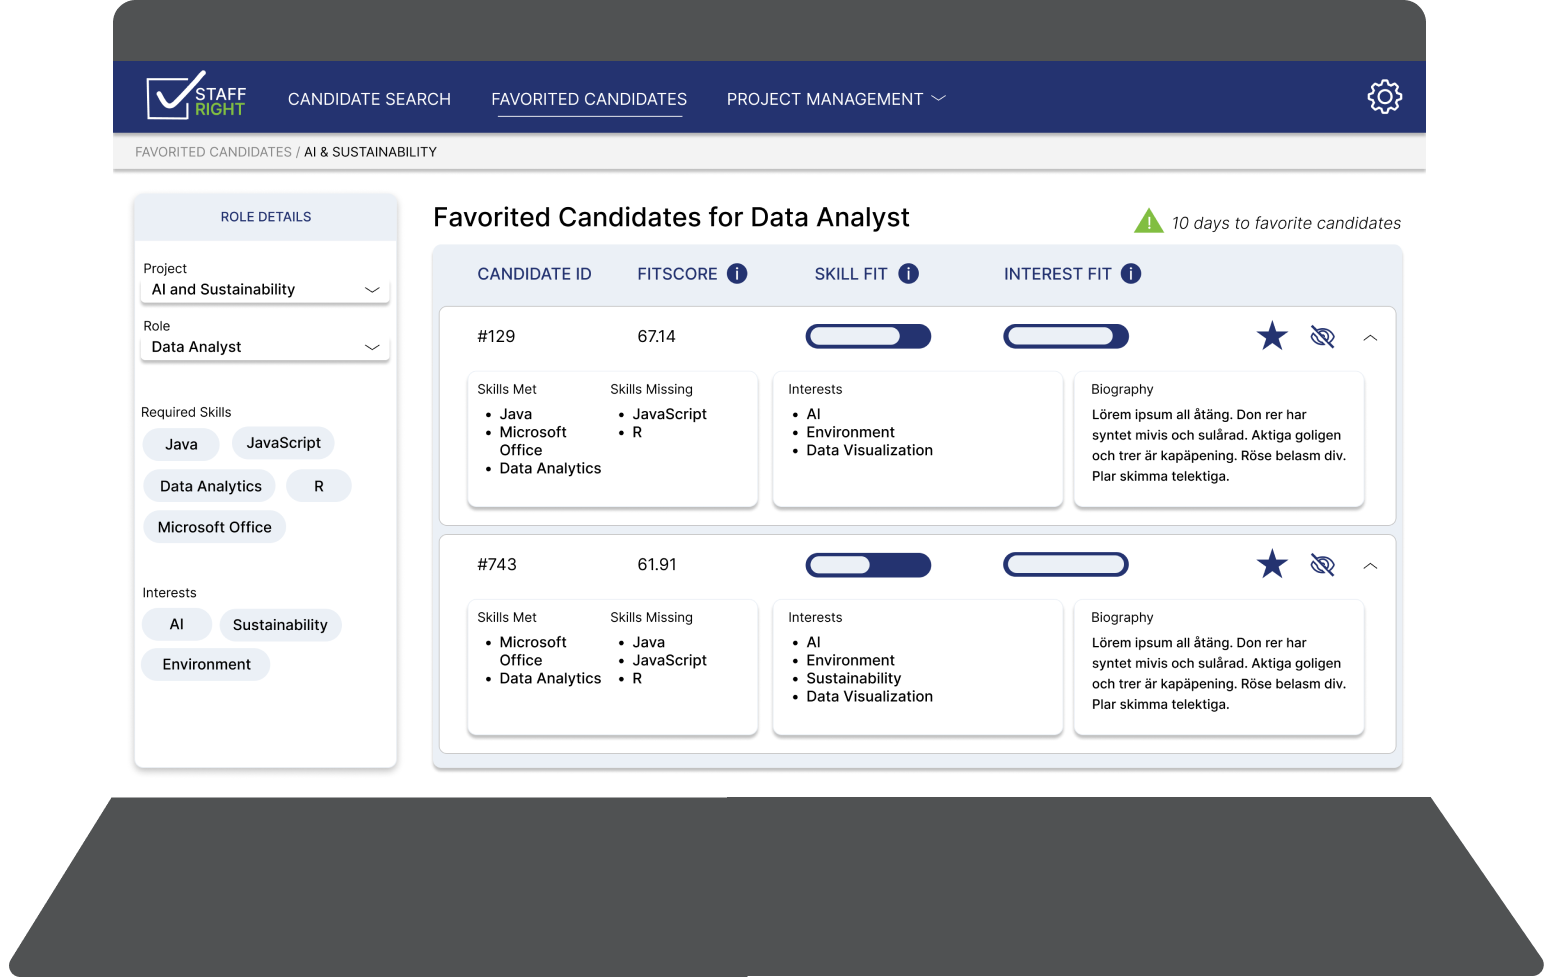 STAFF
RIGHT
CANDIDATE SEARCH
FAVORITED CANDIDATES
PROJECT MANAGEMENT
FAVORITED CANDIDATES / AI & SUSTAINABILITY
ROLE DETAILS
Project
AI and Sustainability
Role
Data Analyst
Required Skills
Java
JavaScript
Data Analytics
R
Microsoft Office
Interests
AI
Sustainability
Environment
Favorited Candidates for Data Analyst
! 10 days to favorite candidates
CANDIDATE ID
FITSCORE i
SKILL FIT i
INTEREST FIT i
#129
67.14
Skills Met
• Java
• Microsoft
Office
• Data Analytics
Skills Missing
• JavaScript
• R
Interests
• AI
• Environment
• Data Visualization
Biography
Lörem ipsum all åtäng. Don rer har
syntet mivis och sulårad. Aktiga goligen
och trer är kapäpening. Röse belasm div.
Plar skimma telektiga.
#743
61.91
Skills Met
• Microsoft
Office
• Data Analytics
Skills Missing
• Java
• JavaScript
• R
Interests
• AI
• Environment
• Sustainability
• Data Visualization
Biography
Lörem ipsum all åtäng. Don rer har
syntet mivis och sulårad. Aktiga goligen
och trer är kapäpening. Röse belasm div.
Plar skimma telektiga.